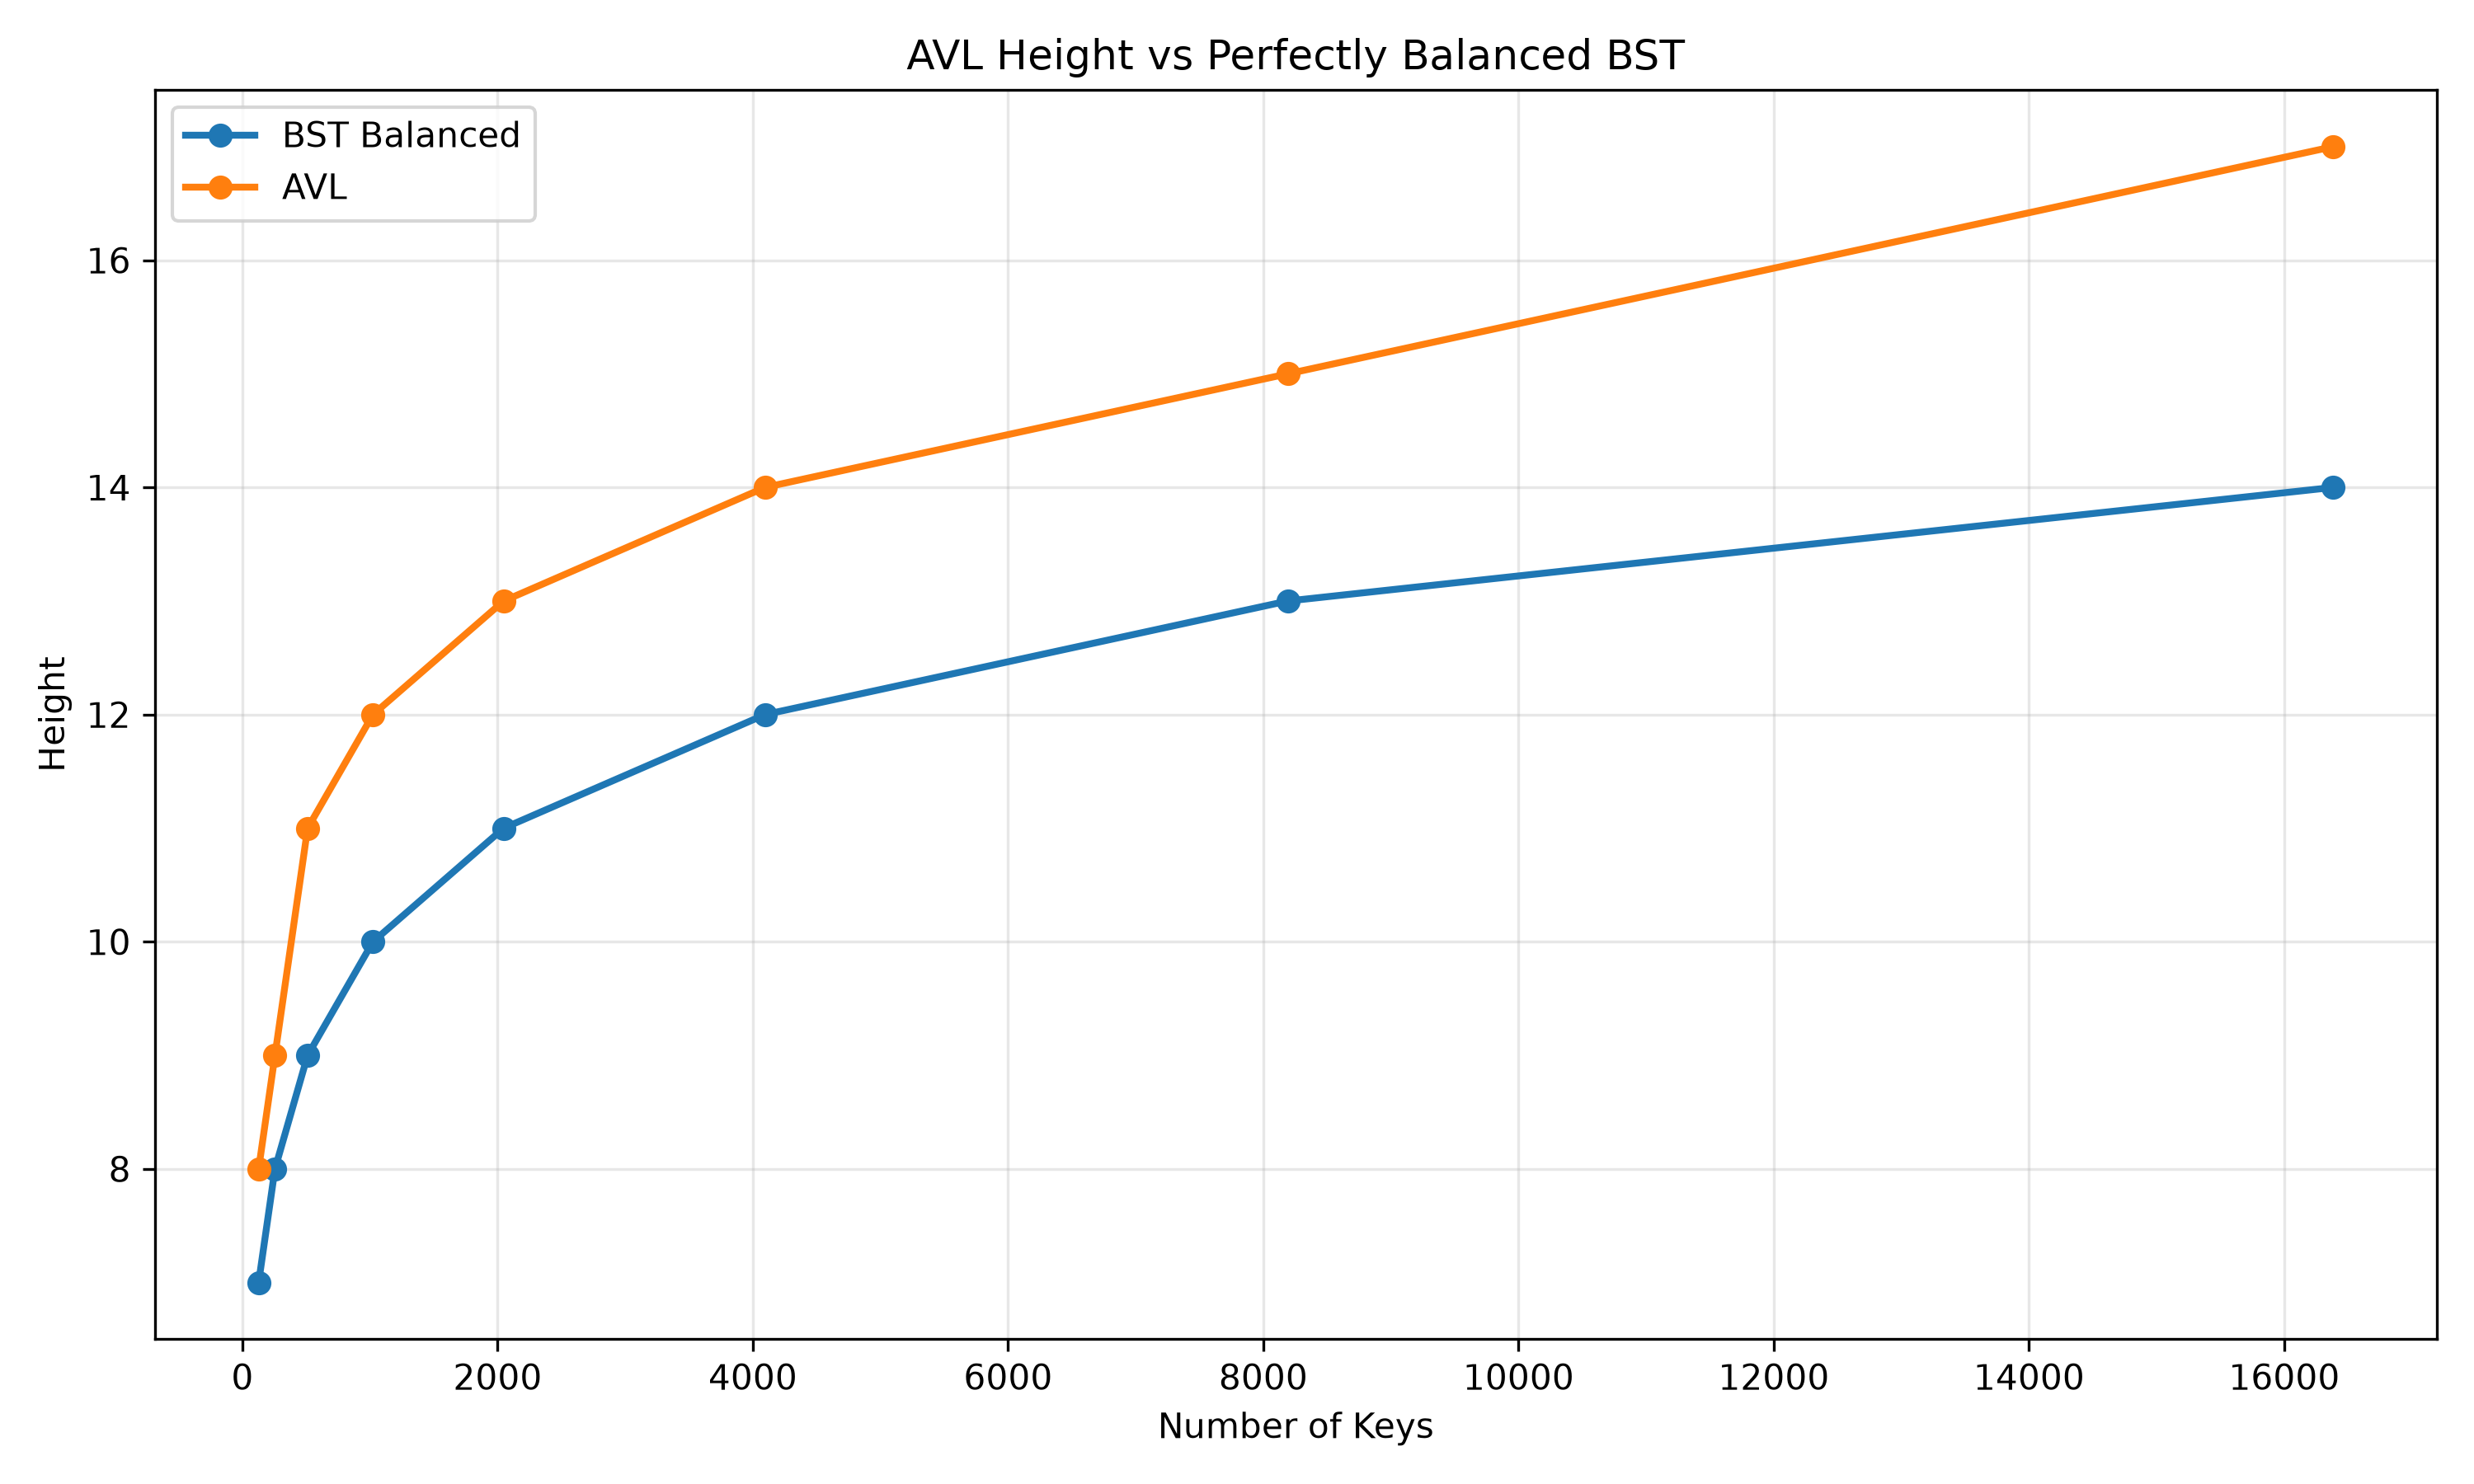 AVL Height vs Perfectly Balanced BST
BST Balanced
AVL
16
14
12
10
8
Height
0 2000 4000 6000 8000 10000 12000 14000 16000
Number of Keys